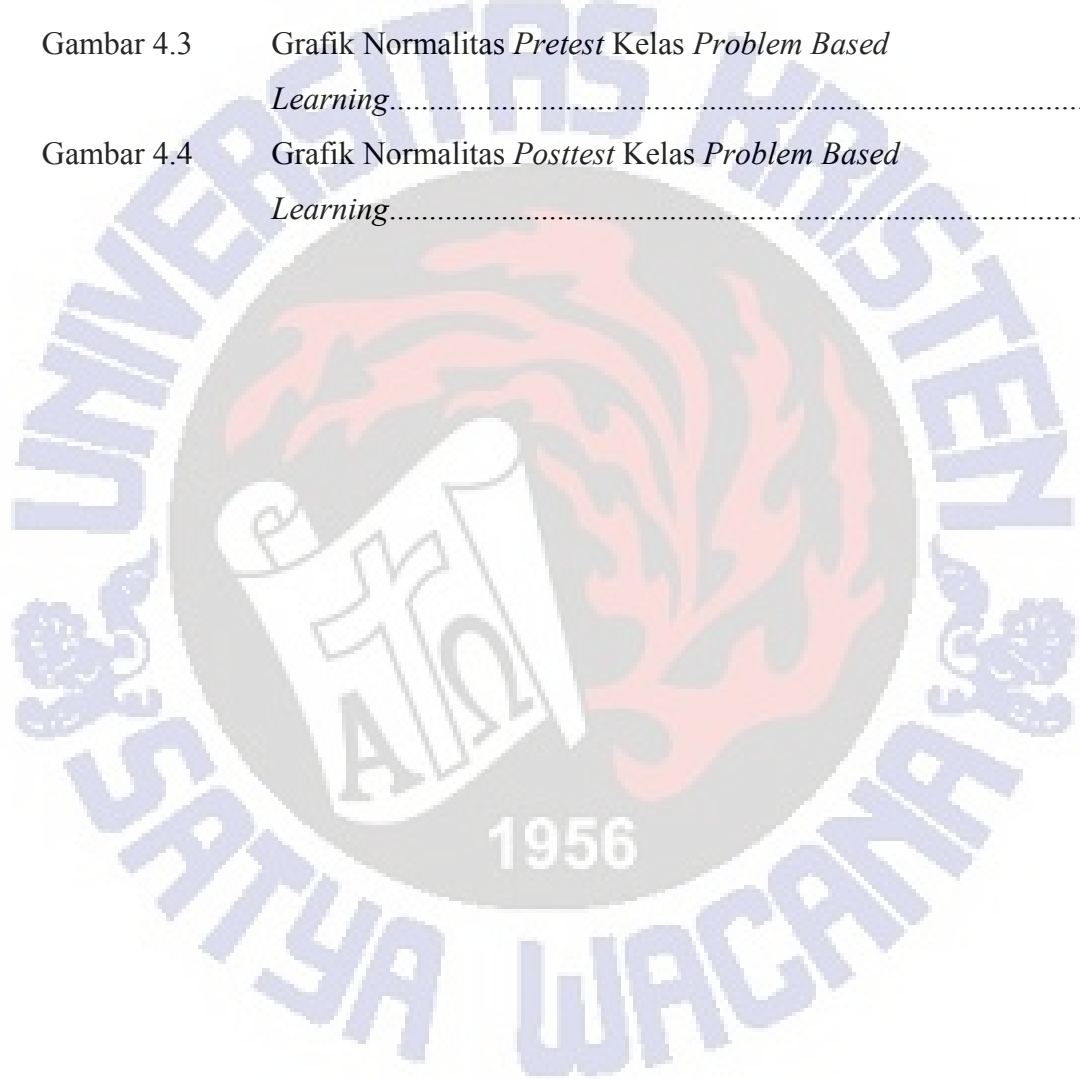 Gambar 4.3 Grafik Normalitas Pretest Kelas Problem Based
Learning................................................................................
Gambar 4.4 Grafik Normalitas Posttest Kelas Problem Based
Learning................................................................................
UNIVERSITAS KRISTEN
Α Ω
1956
SATYA WACANA